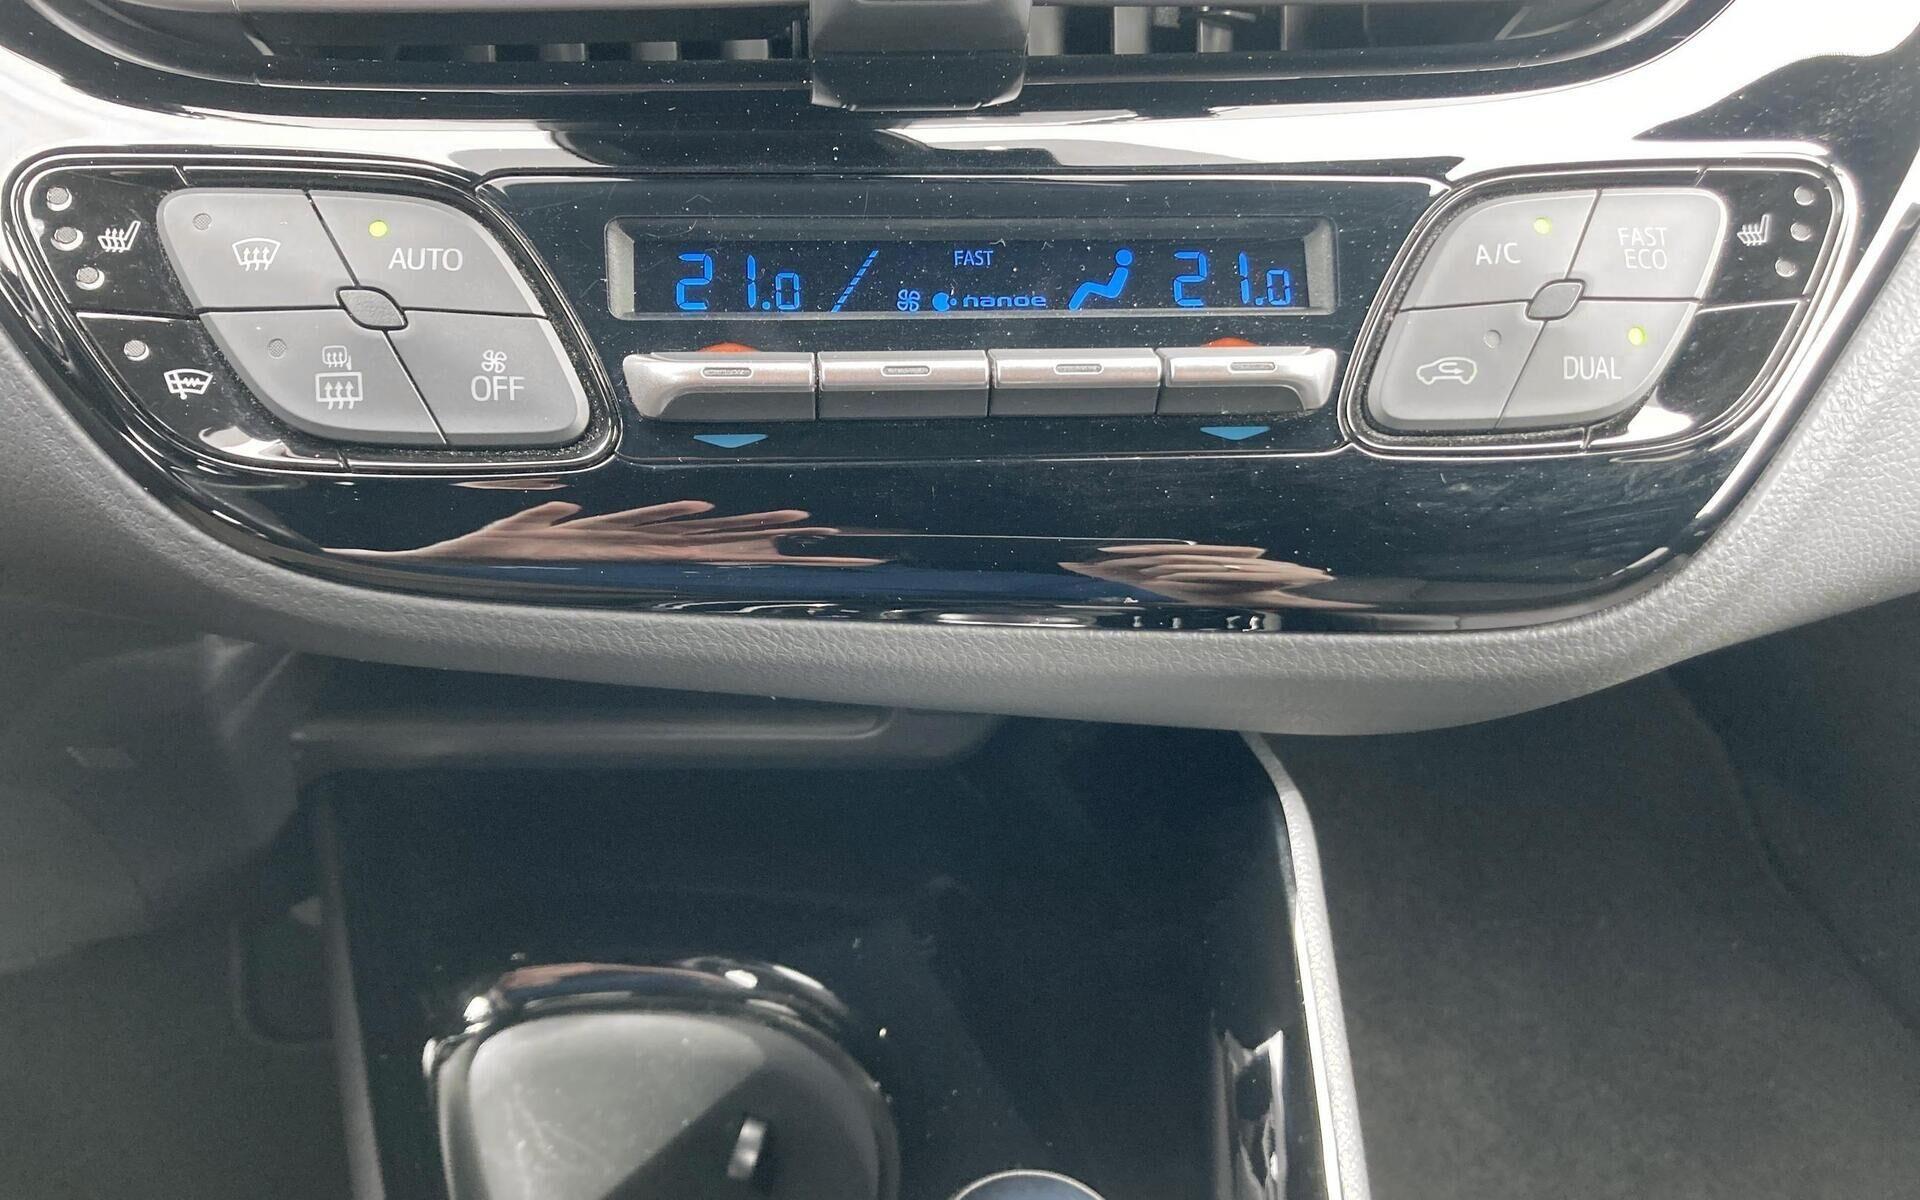 AUTO
OFF
21.0
FAST
nanoe
21.0
A/C
FAST
ECO
DUAL